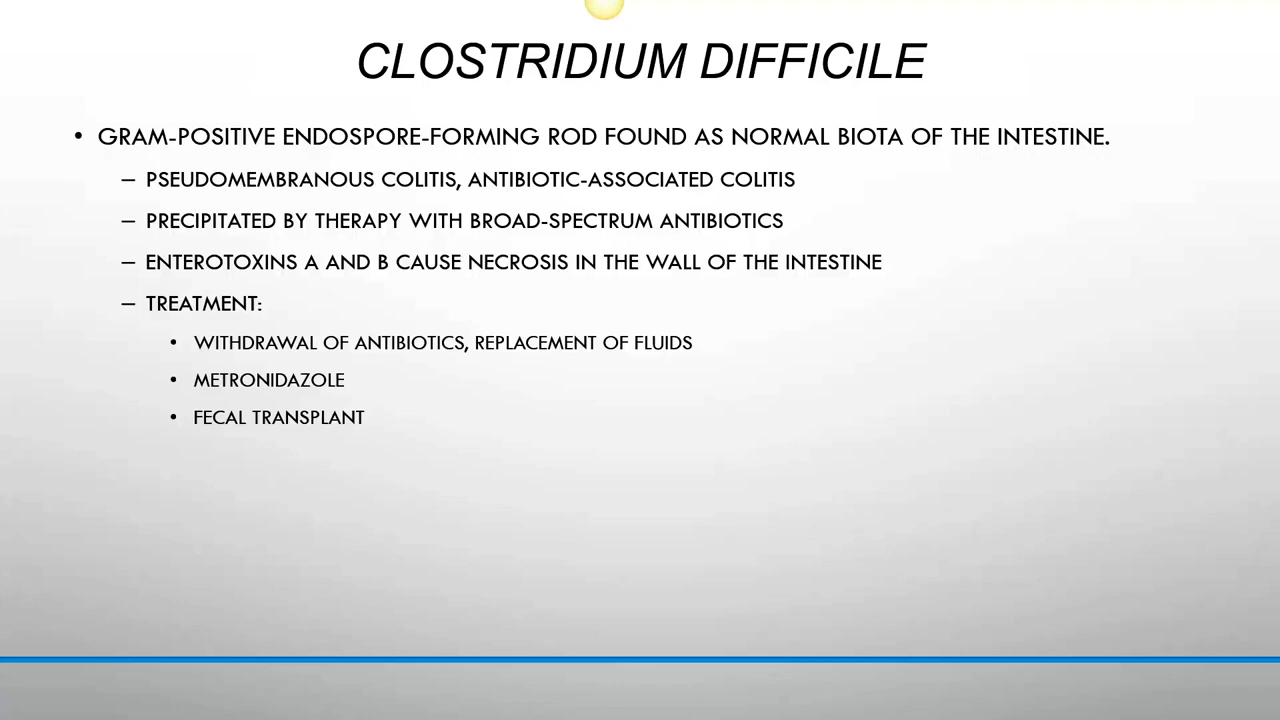 CLOSTRIDIUM DIFFICILE
• GRAM-POSITIVE ENDOSPORE-FORMING ROD FOUND AS NORMAL BIOTA OF THE INTESTINE.
– PSEUDOMEMBRANOUS COLITIS, ANTIBIOTIC-ASSOCIATED COLITIS
– PRECIPITATED BY THERAPY WITH BROAD-SPECTRUM ANTIBIOTICS
– ENTEROTOXINS A AND B CAUSE NECROSIS IN THE WALL OF THE INTESTINE
– TREATMENT:
• WITHDRAWAL OF ANTIBIOTICS, REPLACEMENT OF FLUIDS
• METRONIDAZOLE
• FECAL TRANSPLANT